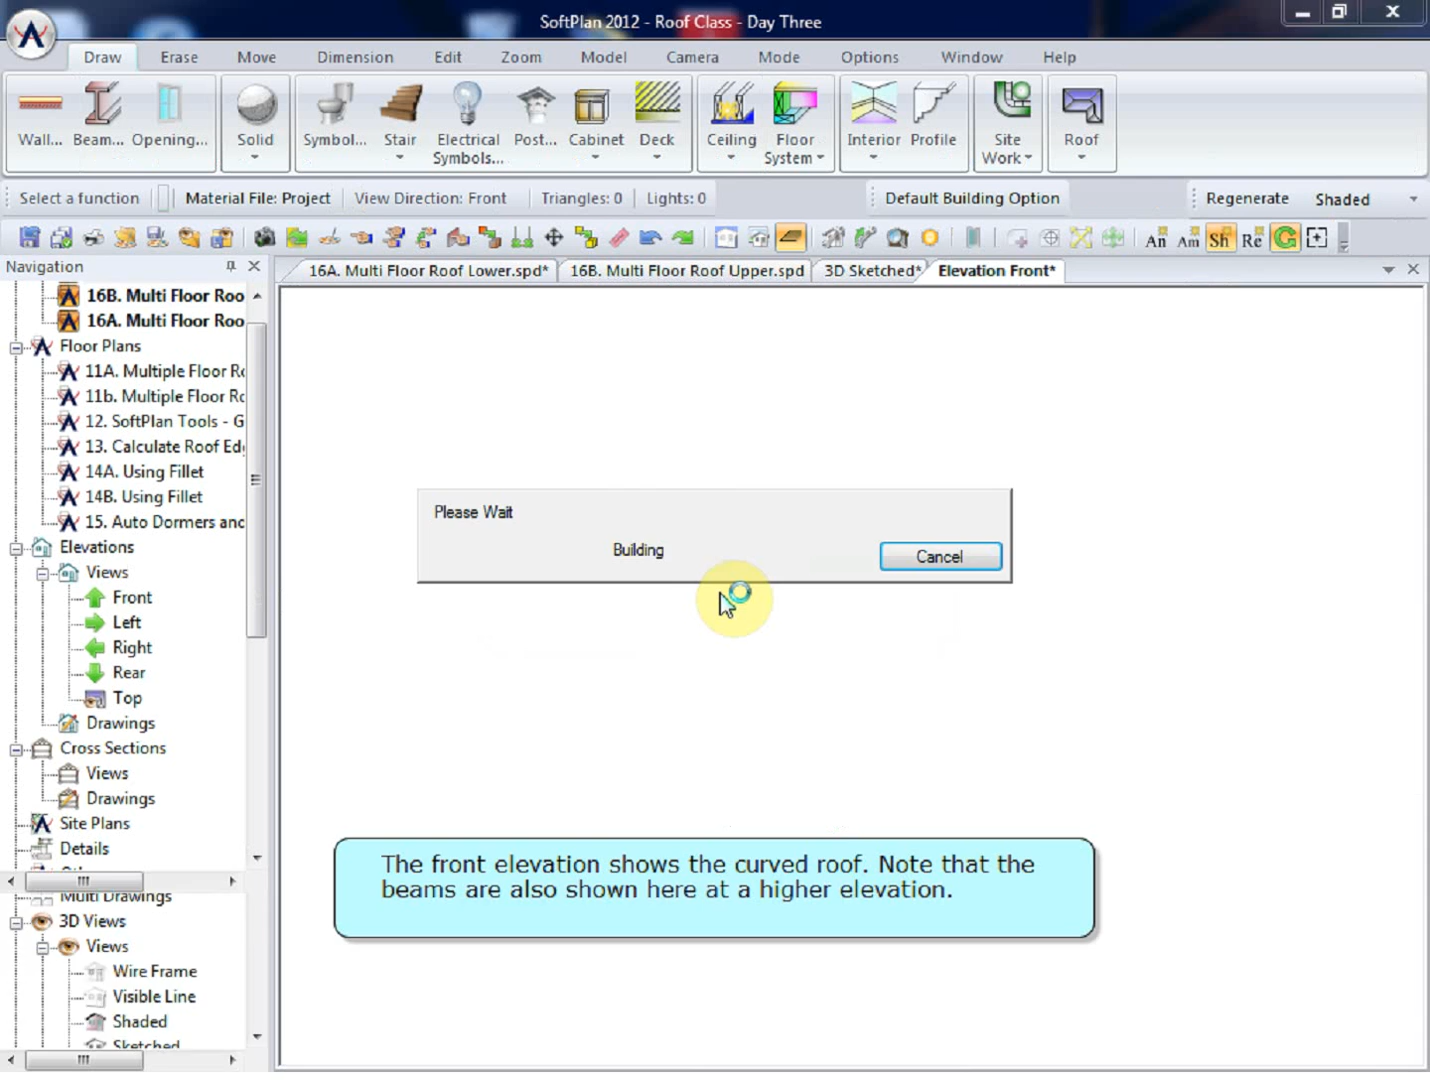 SoftPlan 2012 - Roof Class - Day Three
Draw
Erase
Move
Dimension
Edit
Zoom
Model
Camera
Mode
Options
Window
Help
Wall...
Beam...
Opening...
Solid
Symbol...
Stair
Electrical
Symbols...
Post...
Cabinet
Deck
Ceiling
Floor
System
Interior
Profile
Site
Work
Roof
Select a function
Material File: Project
View Direction: Front
Triangles: 0
Lights: 0
Default Building Option
Regenerate
Shaded
An
Am
Sh
Re
Navigation
16A. Multi Floor Roof Lower.spd*
16B. Multi Floor Roof Upper.spd
3D Sketched*
Elevation Front*
16B. Multi Floor Roo
16A. Multi Floor Roo
Floor Plans
11A. Multiple Floor Ro
11b. Multiple Floor Ro
12. SoftPlan Tools - G
13. Calculate Roof Ed
14A. Using Fillet
14B. Using Fillet
15. Auto Dormers and
Elevations
Views
Front
Left
Right
Rear
Top
Drawings
Cross Sections
Views
Drawings
Site Plans
Details
Multi Drawings
3D Views
Views
Wire Frame
Visible Line
Shaded
Sketched
Please Wait
Building
Cancel
The front elevation shows the curved roof. Note that the
beams are also shown here at a higher elevation.